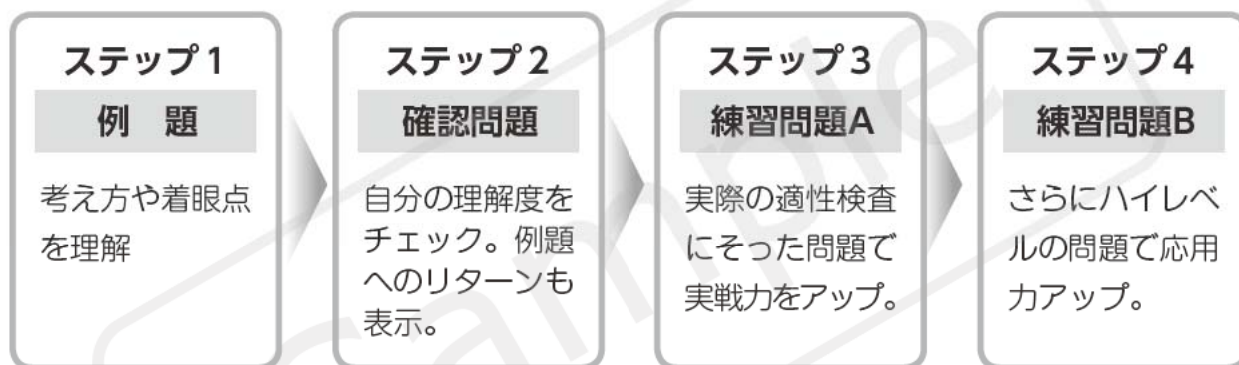 ステップ1
例　題
考え方や着眼点
を理解
ステップ2
確認問題
自分の理解度を
チェック。例題
へのリターンも
表示。
ステップ3
練習問題A
実際の適性検査
にそった問題で
実戦力をアップ。
ステップ4
練習問題B
さらにハイレベ
ルの問題で応用
力アップ。
sample